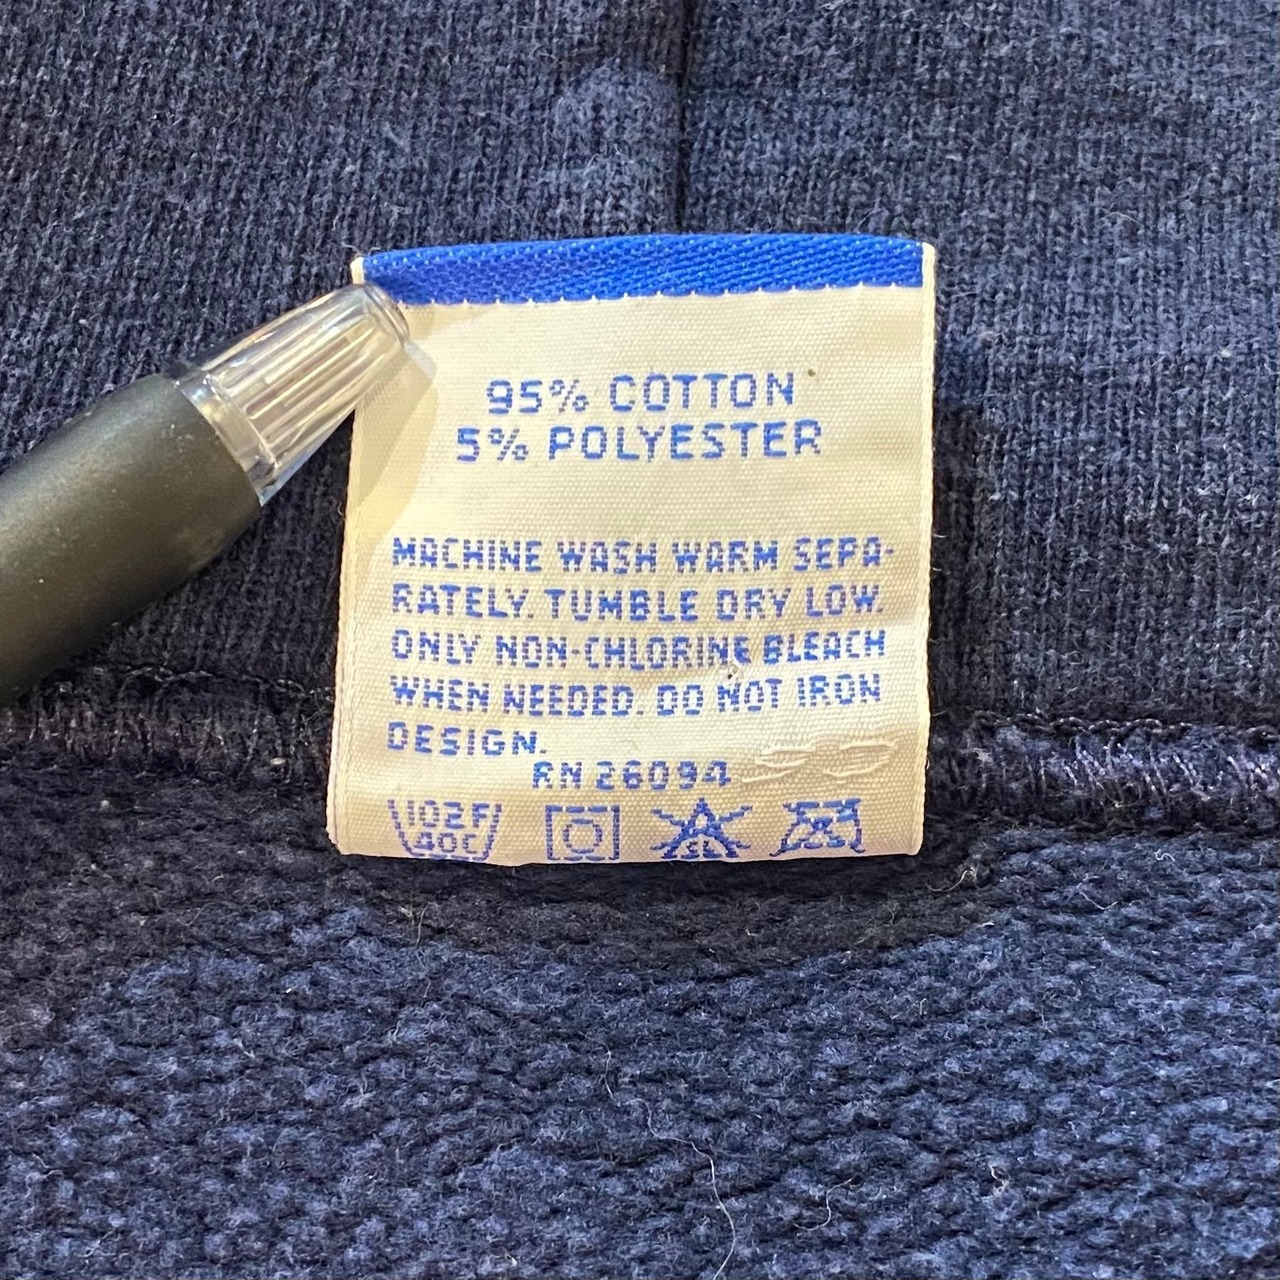 95% COTTON
5% POLYESTER
MACHINE WASH WARM SEPA-
RATELY. TUMBLE DRY LOW.
ONLY NON-CHLORINE BLEACH
WHEN NEEDED. DO NOT IRON
DESIGN.
RN 26094
102F
40C
CL